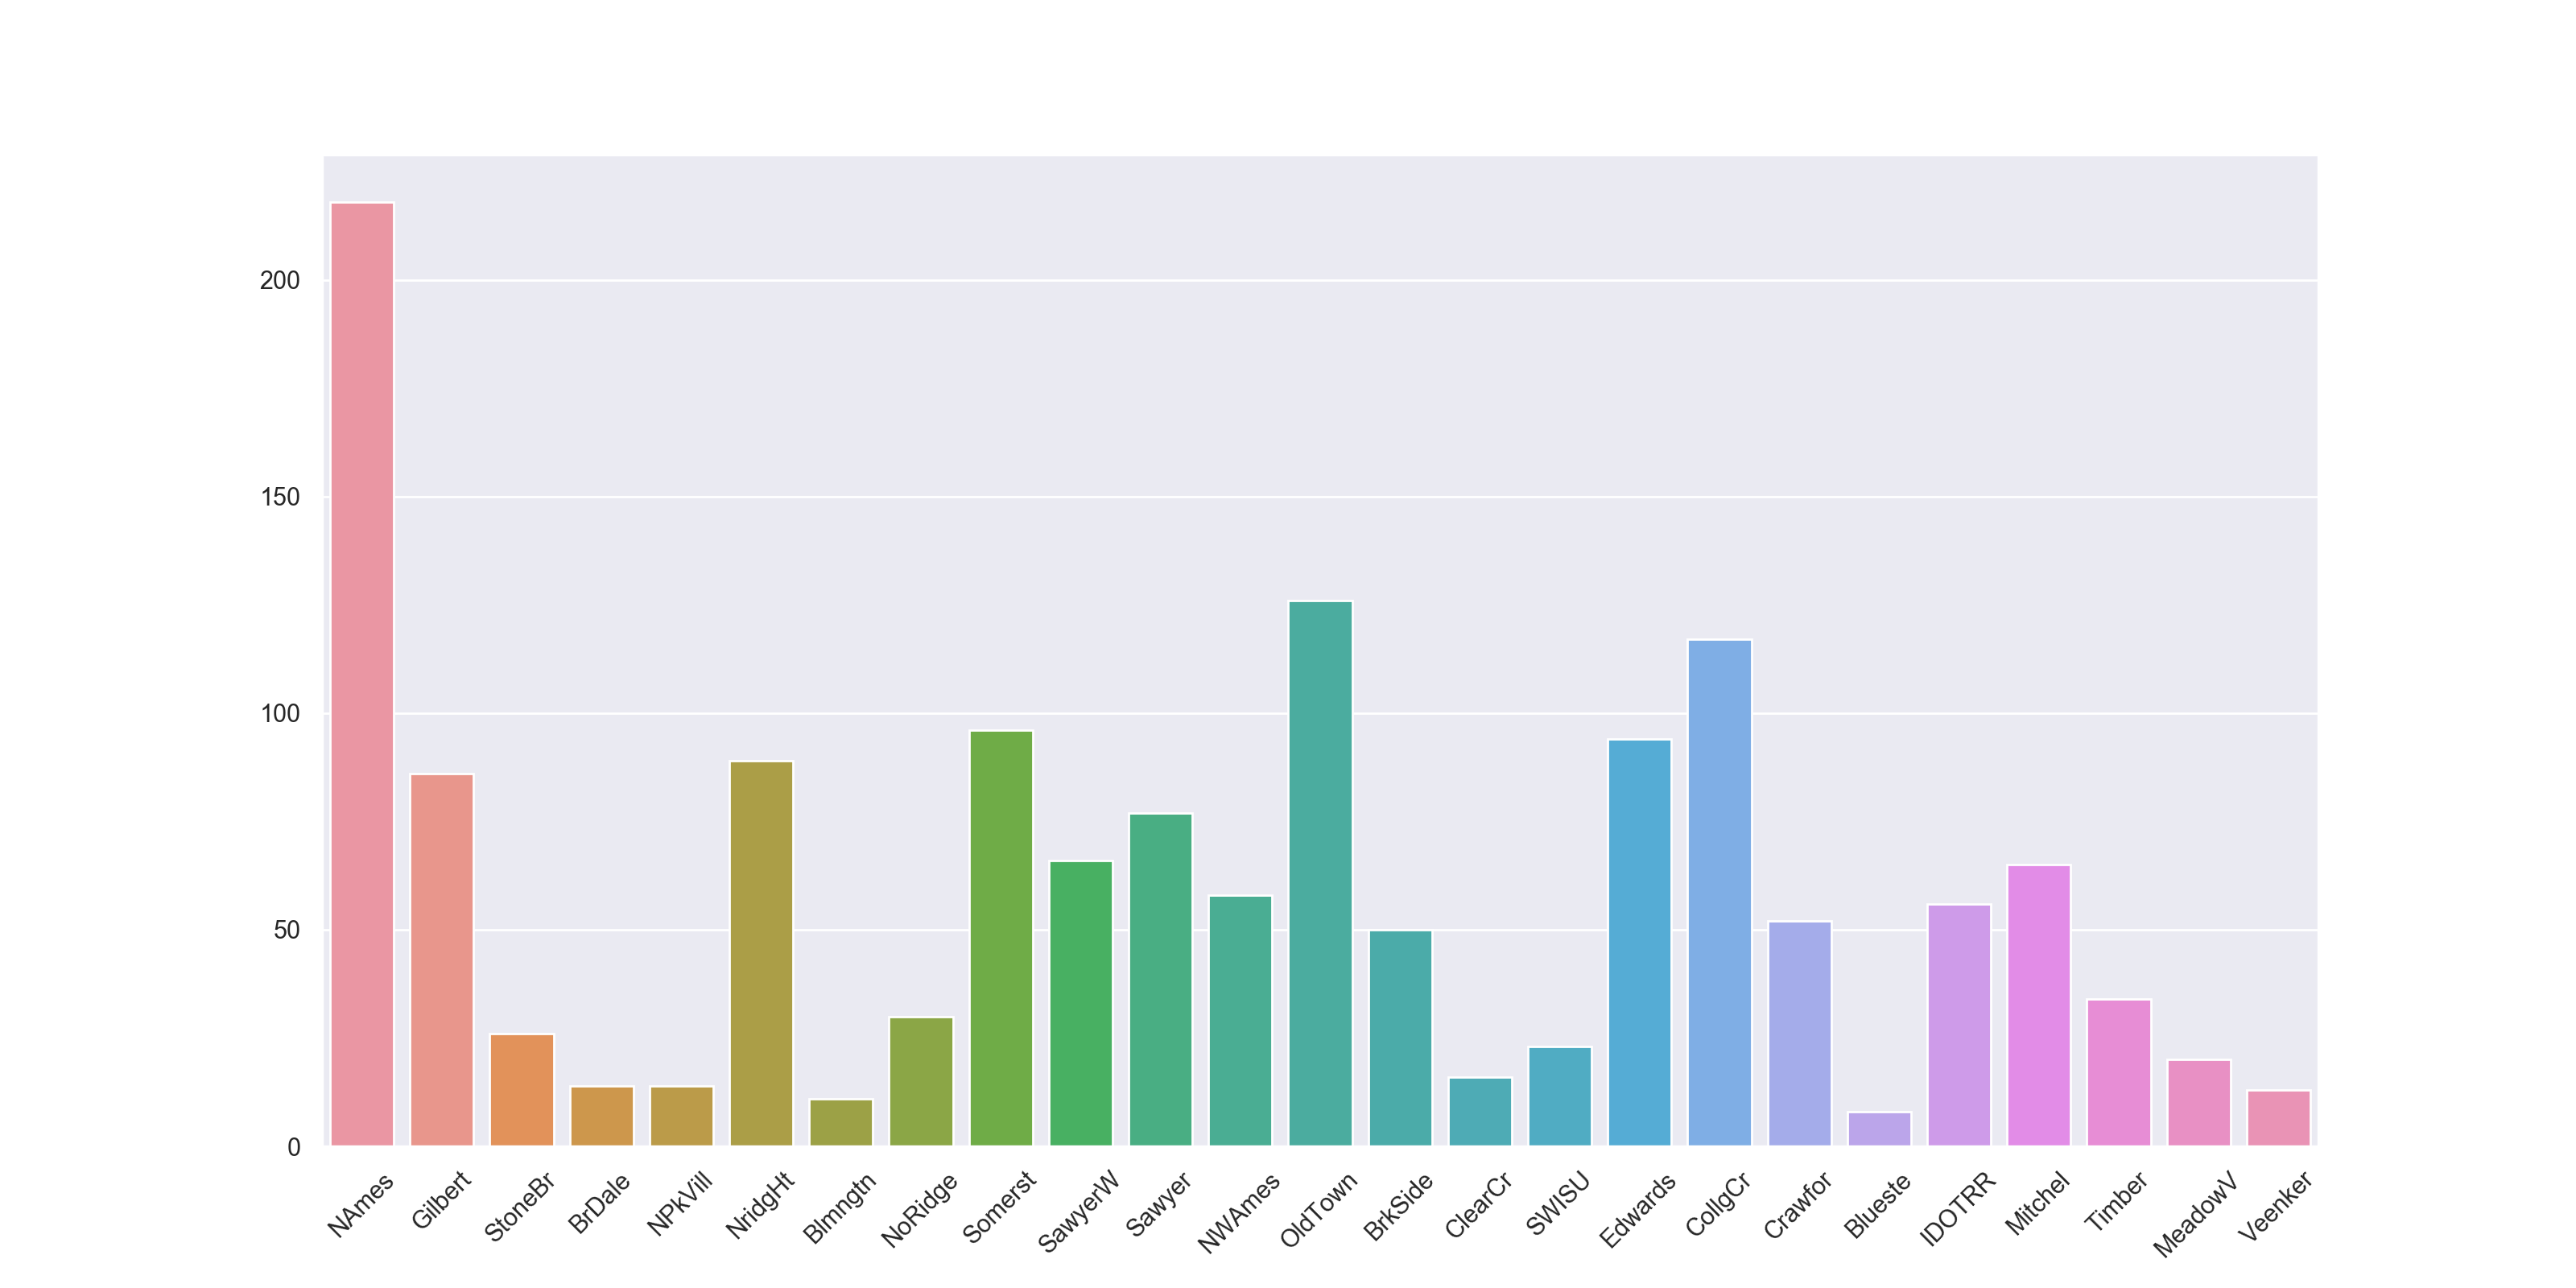 200
150
100
50
0
NAmes
Gilbert
StoneBr
BrDale
NPkVill
NridgHt
Blmngtn
NoRidge
Somerst
SawyerW
Sawyer
NWAmes
OldTown
BrkSide
ClearCr
SWISU
Edwards
CollgCr
Crawfor
Blueste
IDOTRR
Mitchel
Timber
MeadowV
Veenker